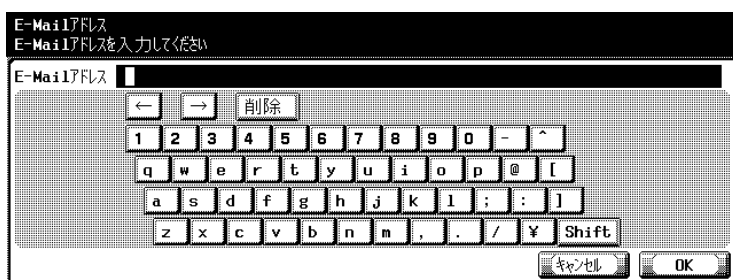 E-Mailアドレス
E-Mailアドレスを入力してください
E-Mailアドレス
← → 削除
1 2 3 4 5 6 7 8 9 0 - ^
q w e r t y u i o p @ [
a s d f g h j k l ; : ]
z x c v b n m , . / ¥ Shift
キャンセル OK